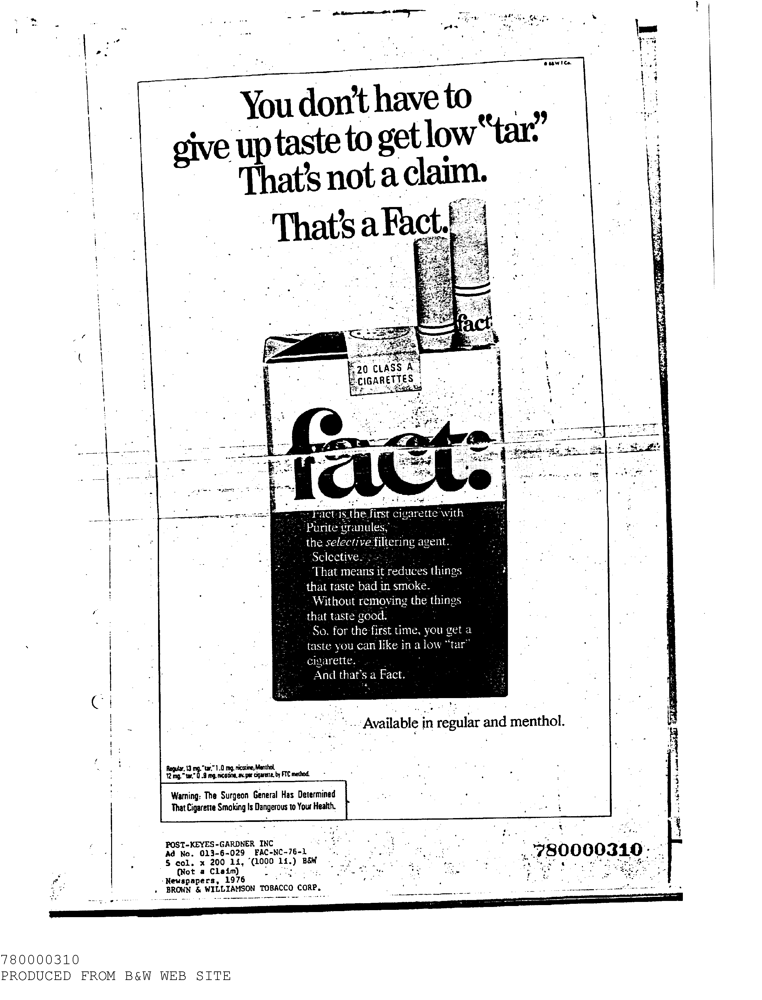 © B&W T Co.
You don't have to
give up taste to get low "tar."
That's not a claim.
That's a Fact.
fact
20 CLASS A
CIGARETTES
fact:
Fact is the first cigarette with
Purite granules,
the selective filtering agent.
Selective.
That means it reduces things
that taste bad in smoke.
Without removing the things
that taste good.
So, for the first time, you get a
taste you can like in a low "tar"
cigarette.
And that's a Fact.
Available in regular and menthol.
Regular, 13 mg. "tar," 1.0 mg. nicotine, Menthol,
12 mg. "tar," 0.9 mg. nicotine, av. per cigarette, by FTC method.
Warning: The Surgeon General Has Determined
That Cigarette Smoking Is Dangerous to Your Health.
POST-KEYES-GARDNER INC
Ad No. 013-6-029 FAC-NC-76-1
5 col. x 200 li, (1000 li.) B&W
(Not a Claim)
Newspapers, 1976
BROWN & WILLIAMSON TOBACCO CORP.
780000310
780000310
PRODUCED FROM B&W WEB SITE